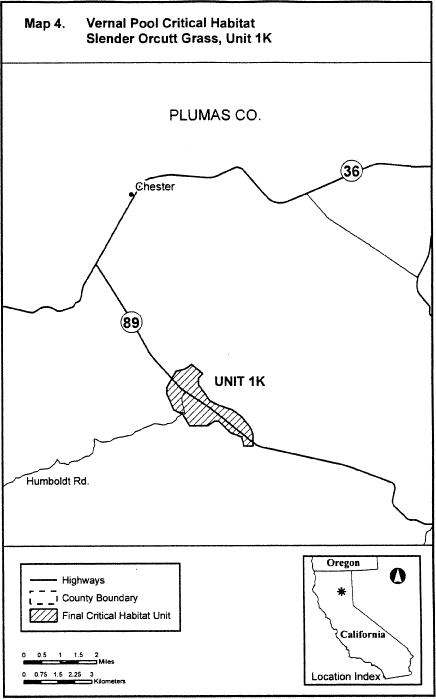 Map 4. Vernal Pool Critical Habitat
Slender Orcutt Grass, Unit 1K
PLUMAS CO.
36
Chester
89
UNIT 1K
Humboldt Rd.
Highways
County Boundary
Final Critical Habitat Unit
0 0.5 1 1.5 2
Miles
0 0.75 1.5 2.25 3
Kilometers
Oregon
California
Location Index